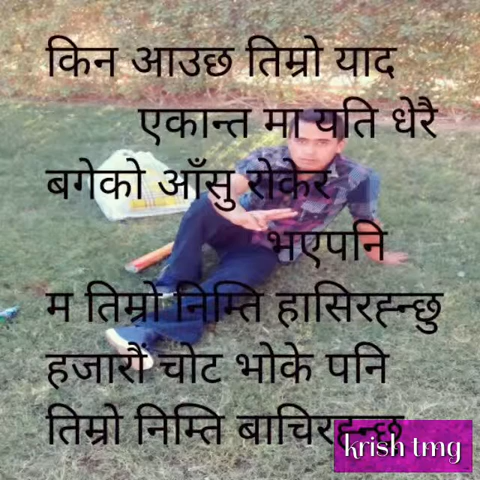 किन आउछ तिम्रो याद
एकान्त मा यति धेरै
बगेको आँसु रोकेर
भएपनि
म तिम्रो निम्ति हासिरहन्छु
हजारौं चोट भोके पनि
तिम्रो निम्ति बाचिरहन्छु
krish tmg